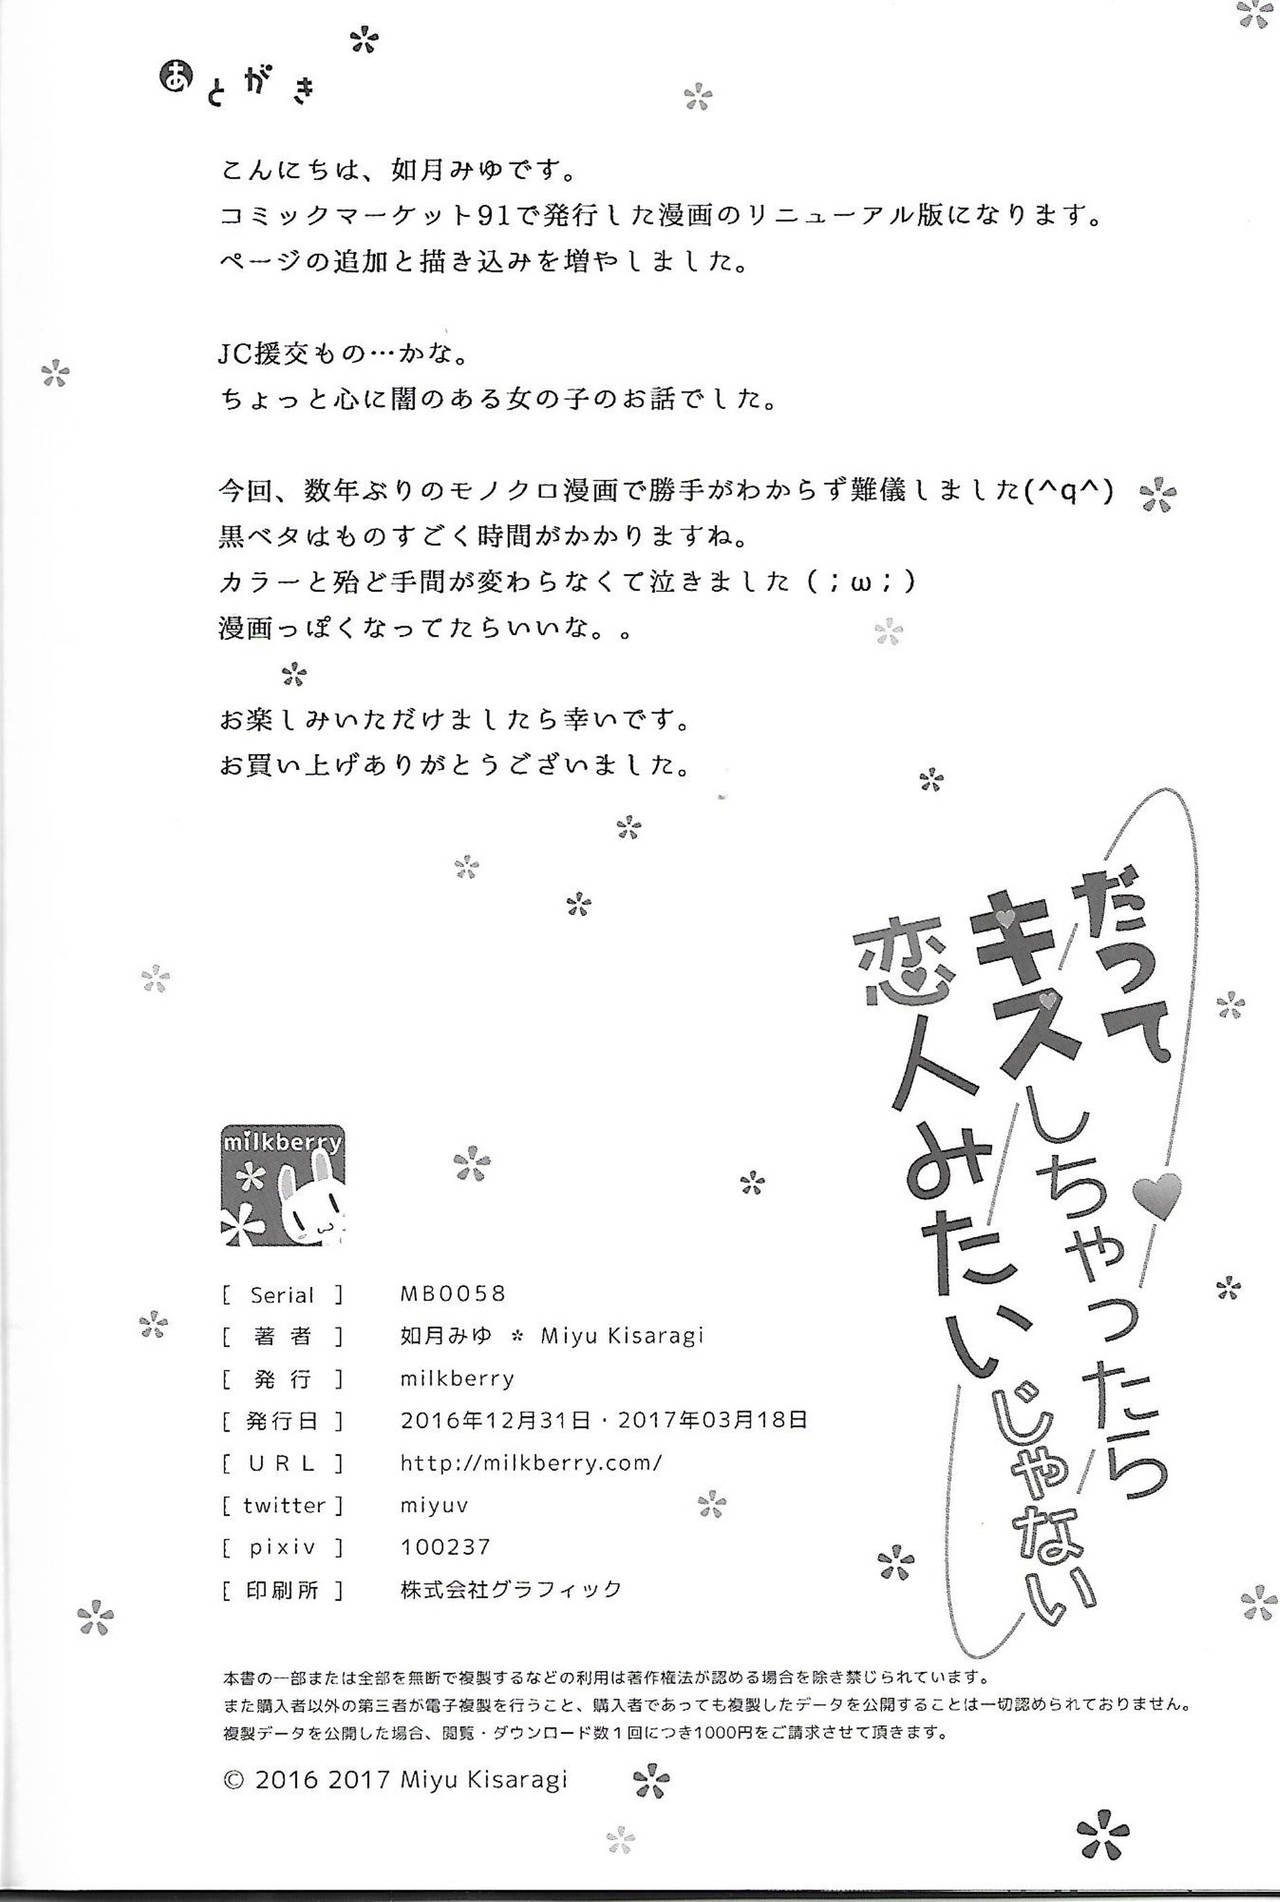 あとがき
こんにちは、如月みゆです。
コミックマーケット91で発行した漫画のリニューアル版になります。
ページの追加と描き込みを増やしました。
JC援交もの…かな。
ちょっと心に闇のある女の子のお話でした。
今回、数年ぶりのモノクロ漫画で勝手がわからず難儀しました(^q^)
黒ベタはものすごく時間がかかりますね。
カラーと殆ど手間が変わらなくて泣きました（；ω；）
漫画っぽくなってたらいいな。。
お楽しみいただけましたら幸いです。
お買い上げありがとうございました。
だって
キスしちゃったら
恋人みたいじゃない
milkberry
[ Serial ] MB0058
[ 著者 ] 如月みゆ * Miyu Kisaragi
[ 発行 ] milkberry
[ 発行日 ] 2016年12月31日・2017年03月18日
[ URL ] http://milkberry.com/
[ twitter ] miyuv
[ pixiv ] 100237
[ 印刷所 ] 株式会社グラフィック
本書の一部または全部を無断で複製するなどの利用は著作権法が認める場合を除き禁じられています。
また購入者以外の第三者が電子複製を行うこと、購入者であっても複製したデータを公開することは一切認められておりません。
複製データを公開した場合、閲覧・ダウンロード数１回につき1000円をご請求させて頂きます。
© 2016 2017 Miyu Kisaragi